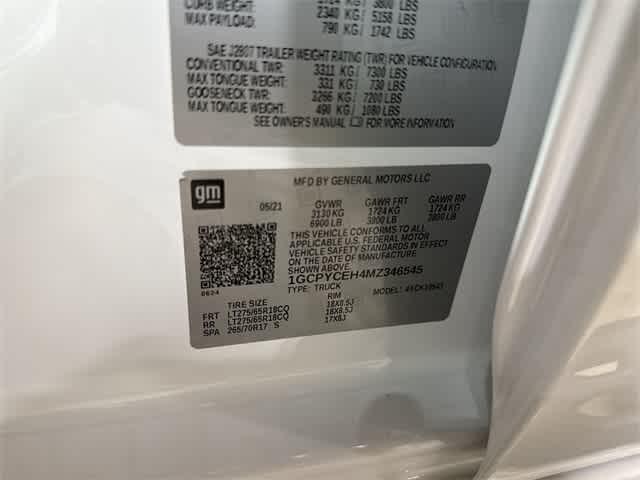 3800 LBS
CURB WEIGHT: 2340 KG/ 5158 LBS
MAX PAYLOAD: 790 KG/ 1742 LBS
SAE J2807 TRAILER WEIGHT RATING (TWR) FOR VEHICLE CONFIGURATION
CONVENTIONAL TWR: 3311 KG/ 7300 LBS
MAX TONGUE WEIGHT: 331 KG/ 730 LBS
GOOSENECK TWR: 3266 KG/ 7200 LBS
MAX TONGUE WEIGHT: 490 KG/ 1080 LBS
SEE OWNER'S MANUAL FOR MORE INFORMATION
gm
MFD BY GENERAL MOTORS LLC
05/21 GVWR GAWR FRT GAWR RR
3130 KG 1724 KG 1724 KG
6900 LB 3800 LB 3800 LB
THIS VEHICLE CONFORMS TO ALL
APPLICABLE U.S. FEDERAL MOTOR
VEHICLE SAFETY STANDARDS IN EFFECT
ON THE DATE OF MANUFACTURE
1GCPYCEH4MZ346545
TYPE: TRUCK MODEL:
0624
TIRE SIZE RIM
FRT LT275/65R18CQ 18X8.5J
RR LT275/65R18CQ 18X8.5J
SPA 265/70R17 S 17X8J